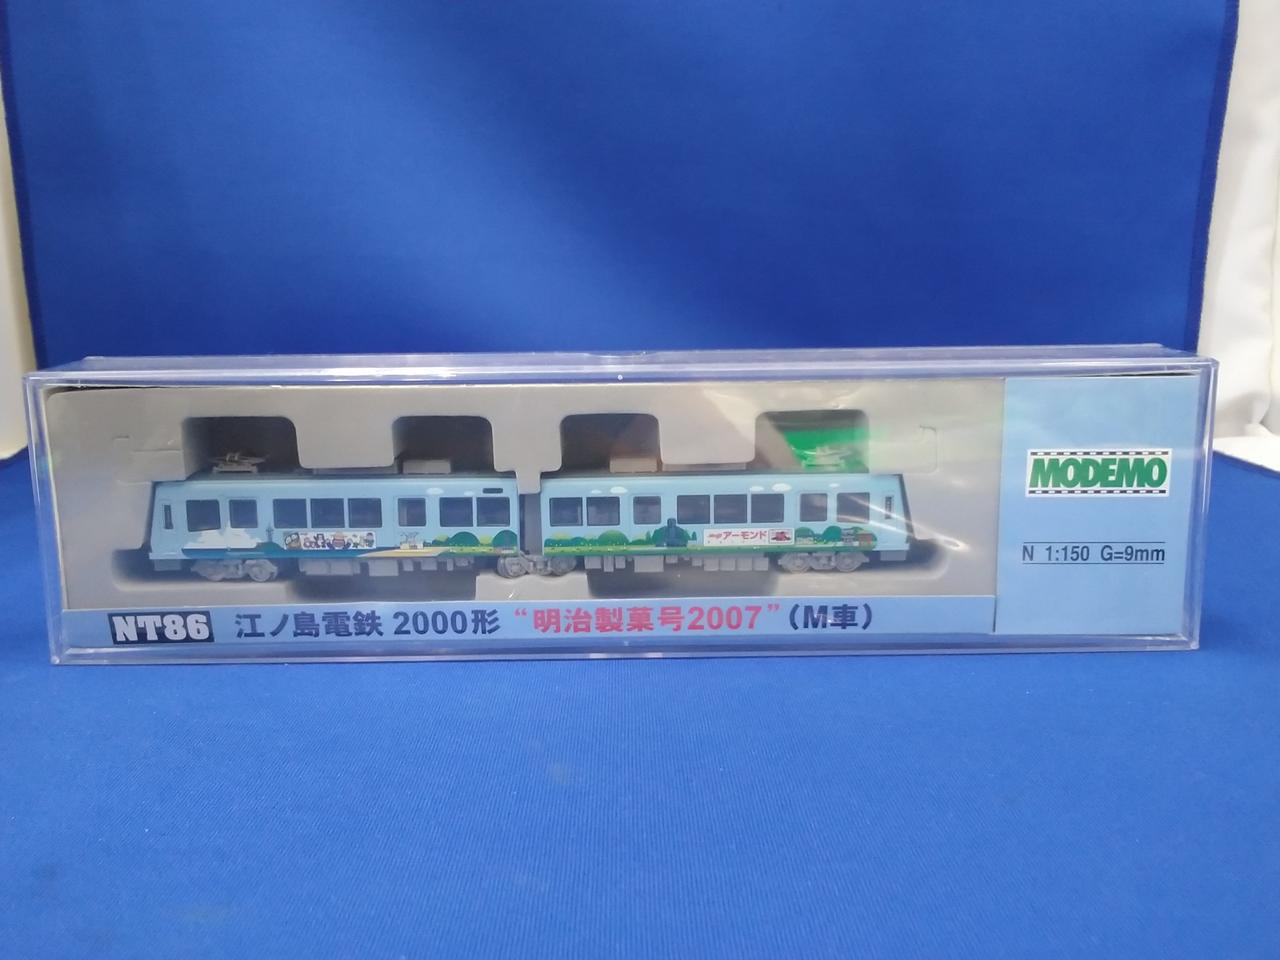 MODEMO
N 1:150 G=9mm
アーモンド
NT86 江ノ島電鉄 2000形 “明治製菓号2007”（M車）